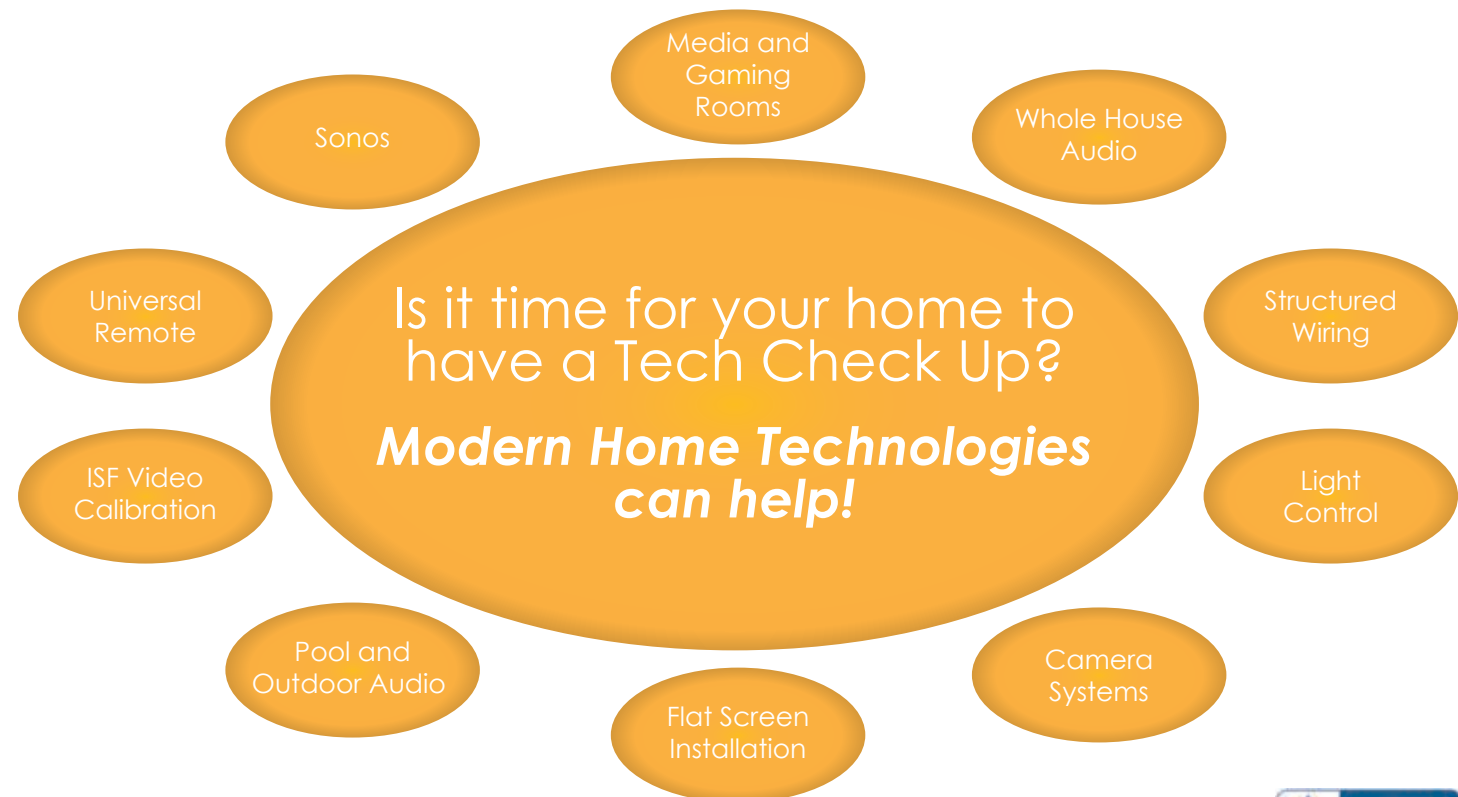 Media and
Gaming
Rooms
Sonos
Whole House
Audio
Universal
Remote
Structured
Wiring
Is it time for your home to
have a Tech Check Up?
Modern Home Technologies
can help!
ISF Video
Calibration
Light
Control
Pool and
Outdoor Audio
Camera
Systems
Flat Screen
Installation